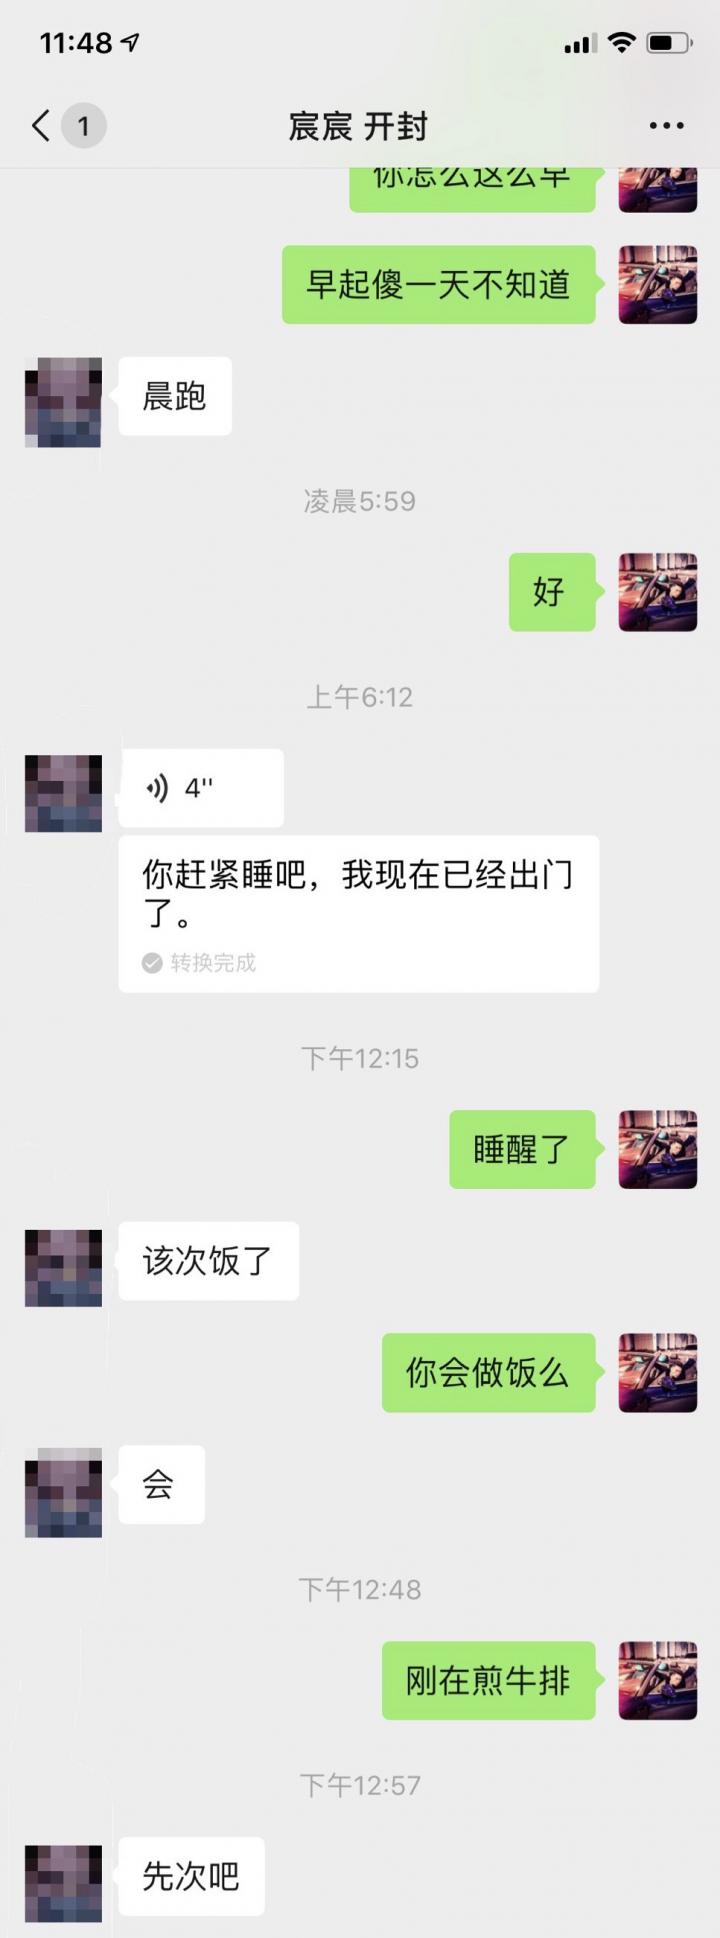 11:48
1
宸宸 开封
你怎么这么早
早起傻一天不知道
晨跑
凌晨5:59
好
上午6:12
4"
你赶紧睡吧，我现在已经出门
了。
转换完成
下午12:15
睡醒了
该次饭了
你会做饭么
会
下午12:48
刚在煎牛排
下午12:57
先次吧